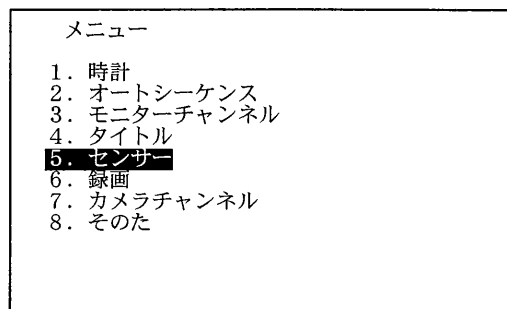 メニュー
1. 時計
2. オートシーケンス
3. モニターチャンネル
4. タイトル
5. センサー
6. 録画
7. カメラチャンネル
8. そのた